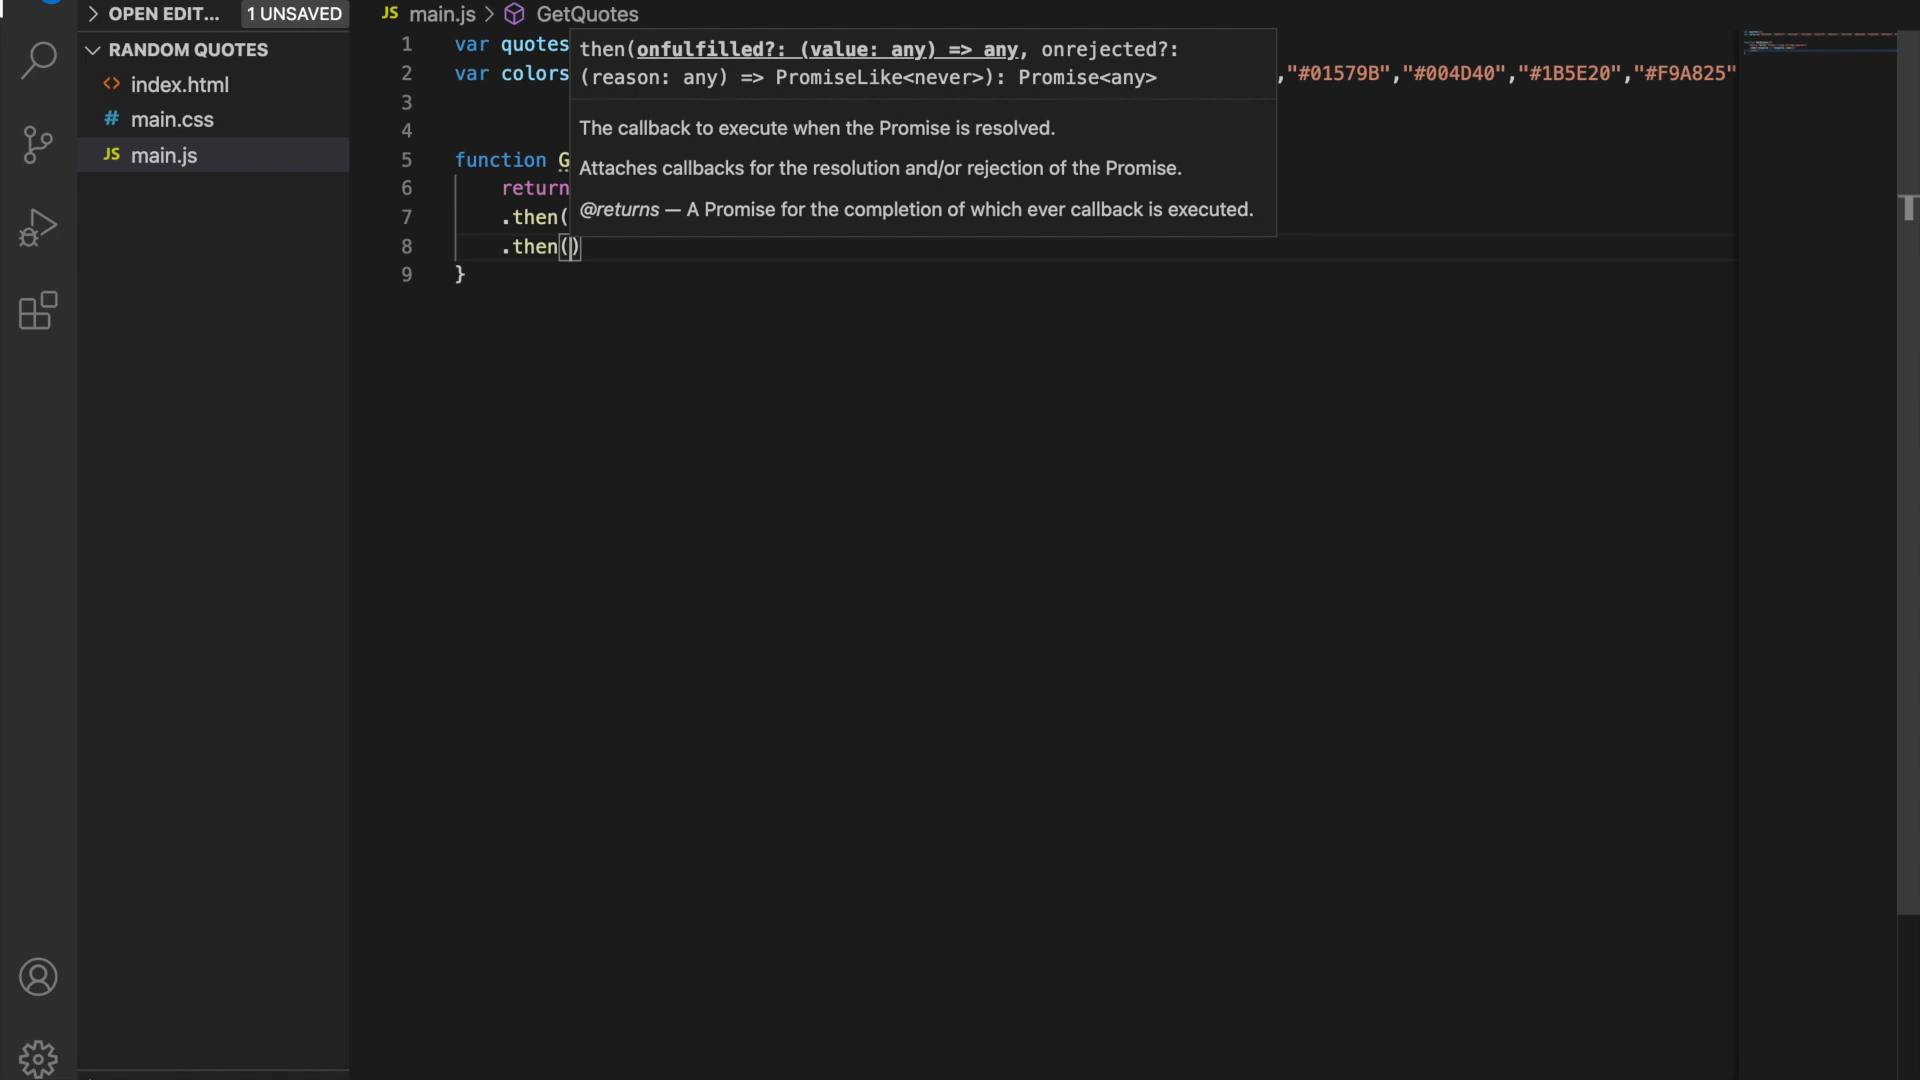 OPEN EDIT... 1 UNSAVED
RANDOM QUOTES
<> index.html
# main.css
JS main.js
JS main.js > GetQuotes
1 var quotes
2 var colors ,"#01579B","#004D40","#1B5E20","#F9A825"
3
4
5 function G
6 return
7 .then(
8 .then()
9 }
then(onfulfilled?: (value: any) => any, onrejected?:
(reason: any) => PromiseLike<never>): Promise<any>
The callback to execute when the Promise is resolved.
Attaches callbacks for the resolution and/or rejection of the Promise.
@returns — A Promise for the completion of which ever callback is executed.
T